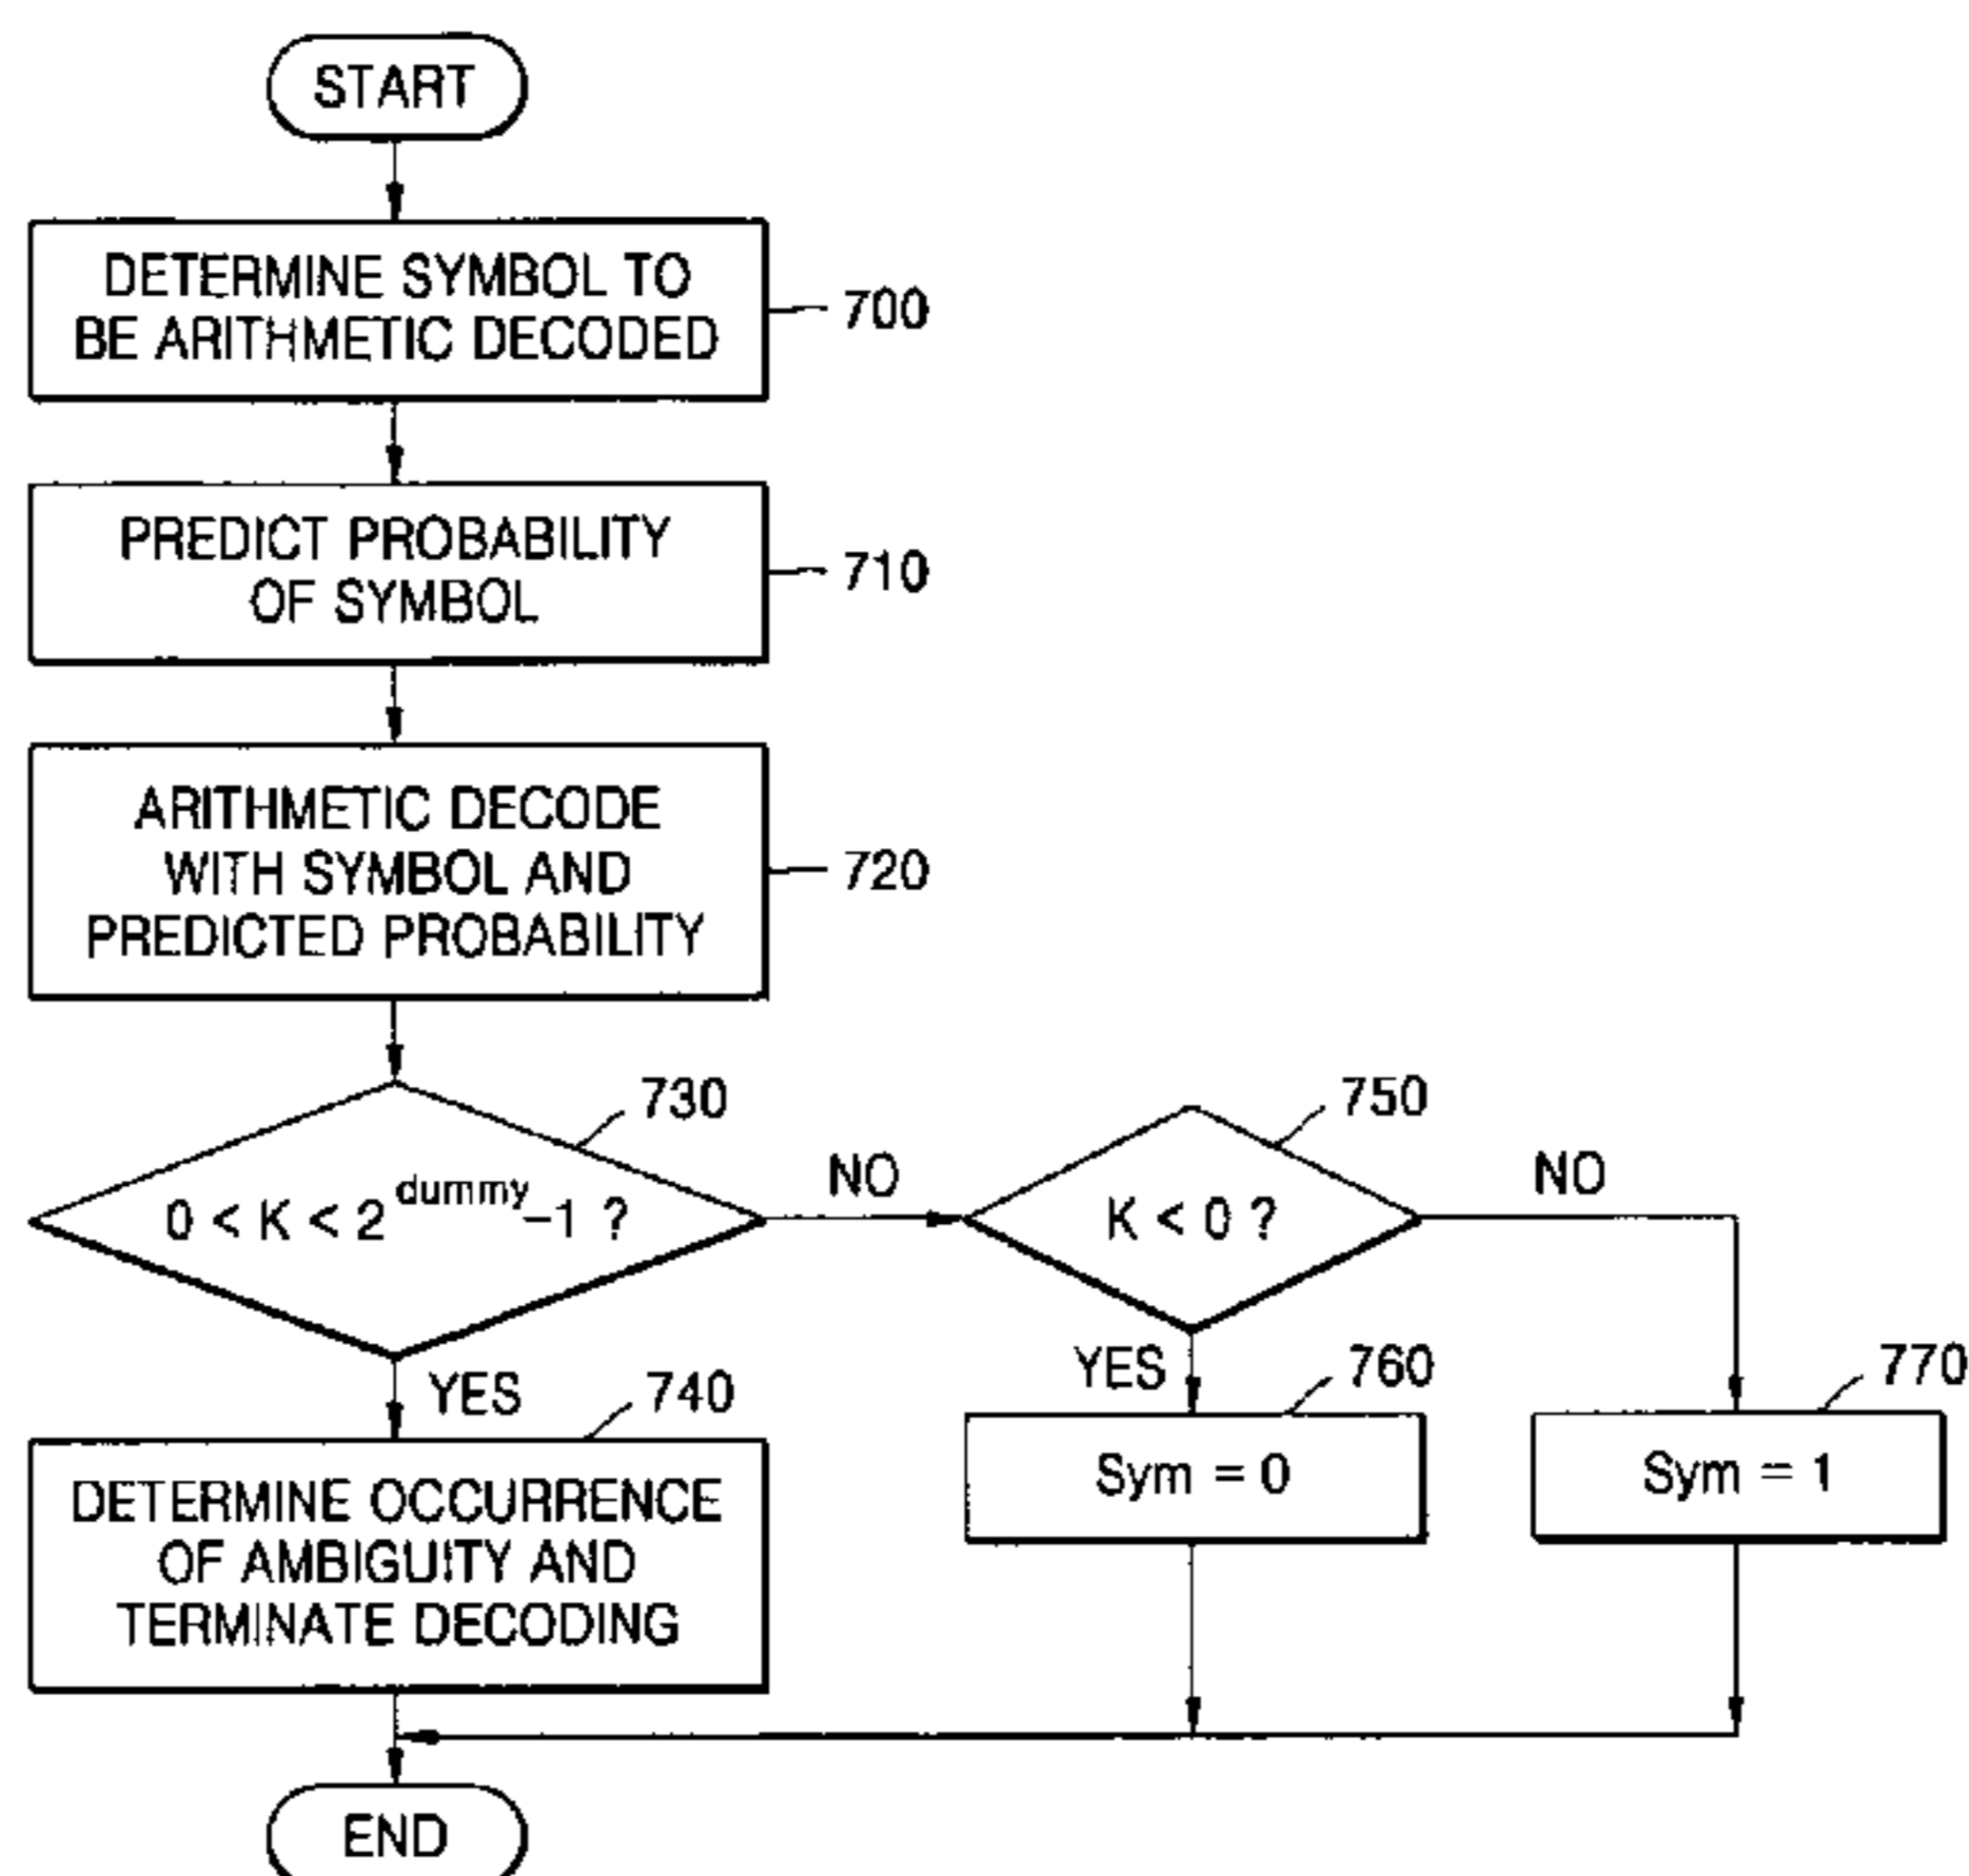 START
DETERMINE SYMBOL TO
BE ARITHMETIC DECODED
700
PREDICT PROBABILITY
OF SYMBOL
710
ARITHMETIC DECODE
WITH SYMBOL AND
PREDICTED PROBABILITY
720
730
0 < K < 2^dummy-1 ?
NO
YES
750
K < 0 ?
NO
YES
740
DETERMINE OCCURRENCE
OF AMBIGUITY AND
TERMINATE DECODING
760
Sym = 0
770
Sym = 1
END